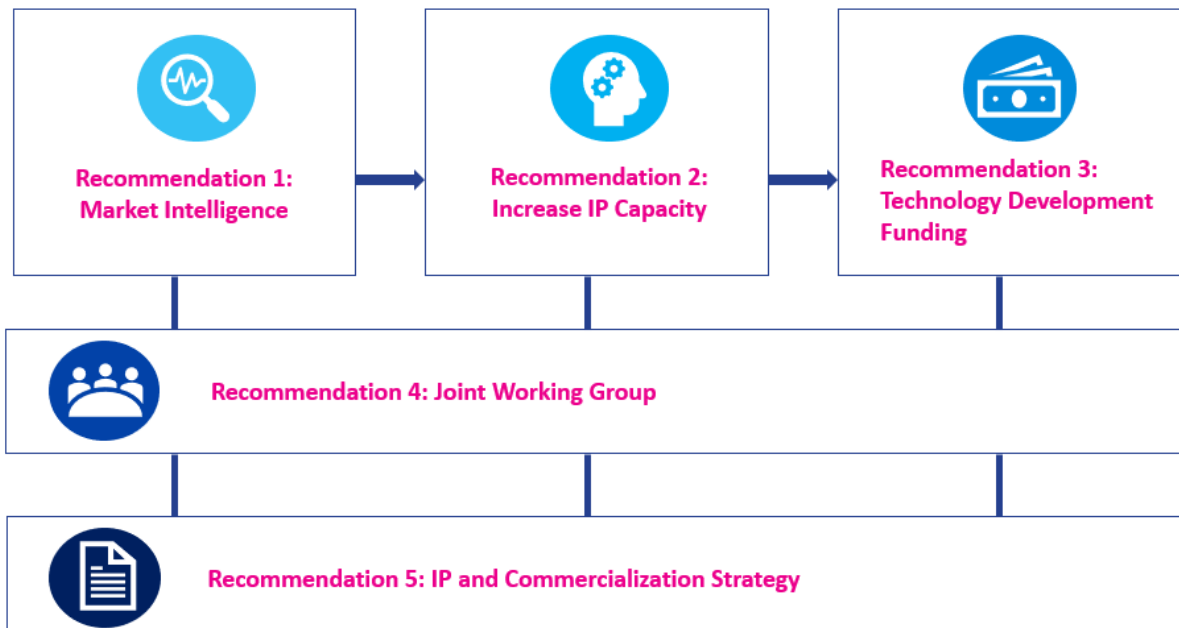 Recommendation 1:
Market Intelligence
Recommendation 2:
Increase IP Capacity
Recommendation 3:
Technology Development
Funding
Recommendation 4: Joint Working Group
Recommendation 5: IP and Commercialization Strategy